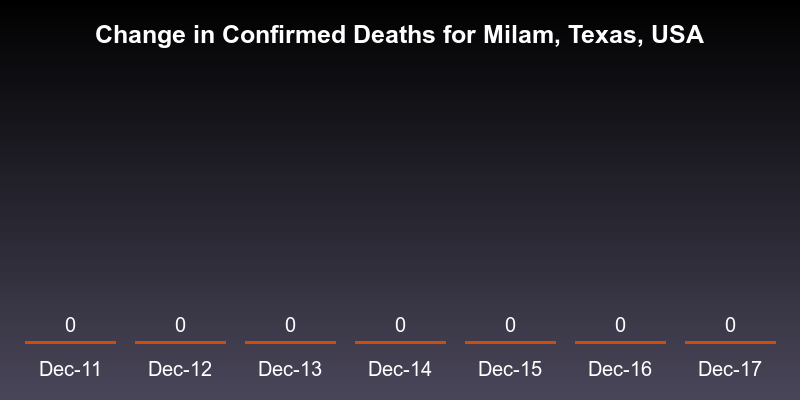 Change in Confirmed Deaths for Milam, Texas, USA
0 0 0 0 0 0 0
Dec-11 Dec-12 Dec-13 Dec-14 Dec-15 Dec-16 Dec-17